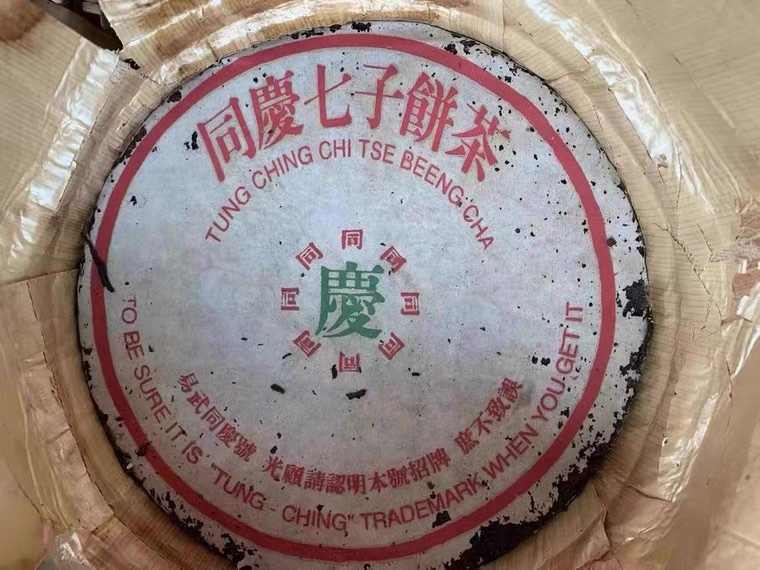 同慶七子餅茶
TUNG CHING CHI TSE BEENG CHA
同 同 同 同 同 同 同 同
慶
易武同慶號 光顧請認明本號招牌 庶不致誤
TO BE SURE IT IS "TUNG - CHING" TRADEMARK WHEN YOU GET IT